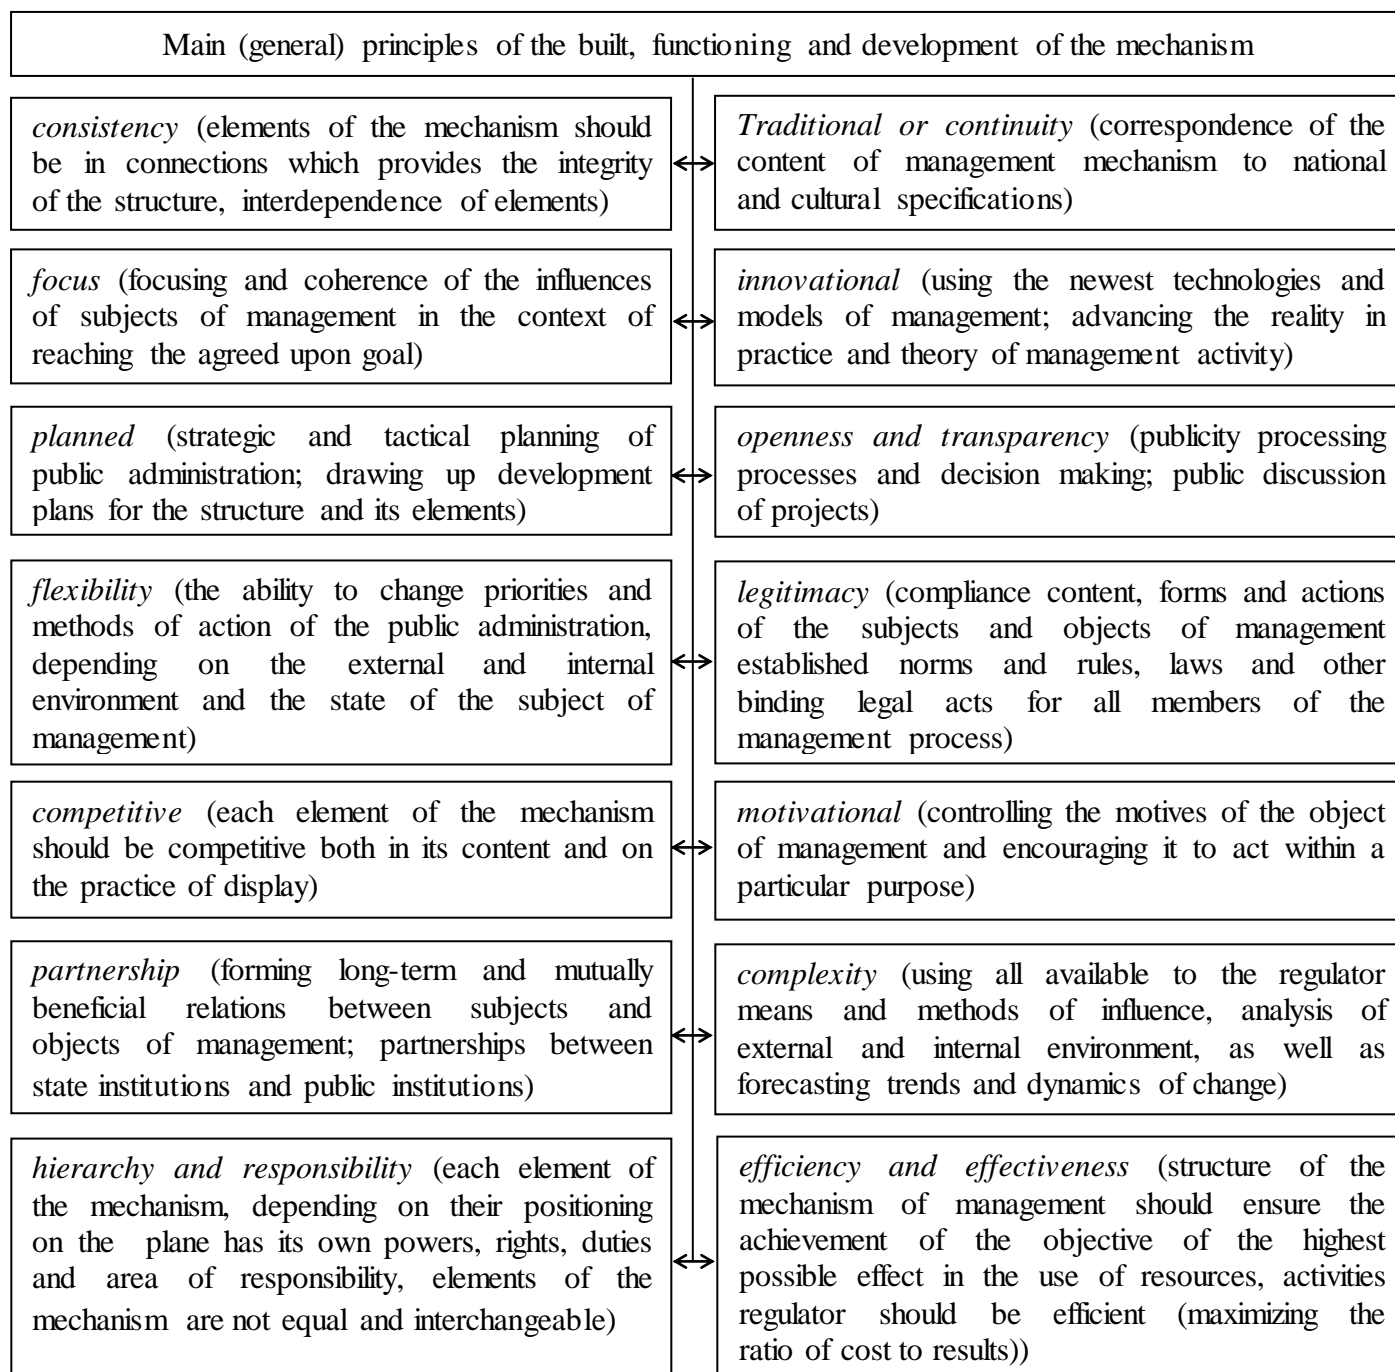 Main (general) principles of the built, functioning and development of the mechanism
consistency (elements of the mechanism should
be in connections which provides the integrity
of the structure, interdependence of elements)
Traditional or continuity (correspondence of the
content of management mechanism to national
and cultural specifications)
focus (focusing and coherence of the influences
of subjects of management in the context of
reaching the agreed upon goal)
innovational (using the newest technologies and
models of management; advancing the reality in
practice and theory of management activity)
planned (strategic and tactical planning of
public administration; drawing up development
plans for the structure and its elements)
openness and transparency (publicity processing
processes and decision making; public discussion
of projects)
flexibility (the ability to change priorities and
methods of action of the public administration,
depending on the external and internal
environment and the state of the subject of
management)
legitimacy (compliance content, forms and actions
of the subjects and objects of management
established norms and rules, laws and other
binding legal acts for all members of the
management process)
competitive (each element of the mechanism
should be competitive both in its content and on
the practice of display)
motivational (controlling the motives of the object
of management and encouraging it to act within a
particular purpose)
partnership (forming long-term and mutually
beneficial relations between subjects and
objects of management; partnerships between
state institutions and public institutions)
complexity (using all available to the regulator
means and methods of influence, analysis of
external and internal environment, as well as
forecasting trends and dynamics of change)
hierarchy and responsibility (each element of
the mechanism, depending on their positioning
on the plane has its own powers, rights, duties
and area of responsibility, elements of the
mechanism are not equal and interchangeable)
efficiency and effectiveness (structure of the
mechanism of management should ensure the
achievement of the objective of the highest
possible effect in the use of resources, activities
regulator should be efficient (maximizing the
ratio of cost to results))